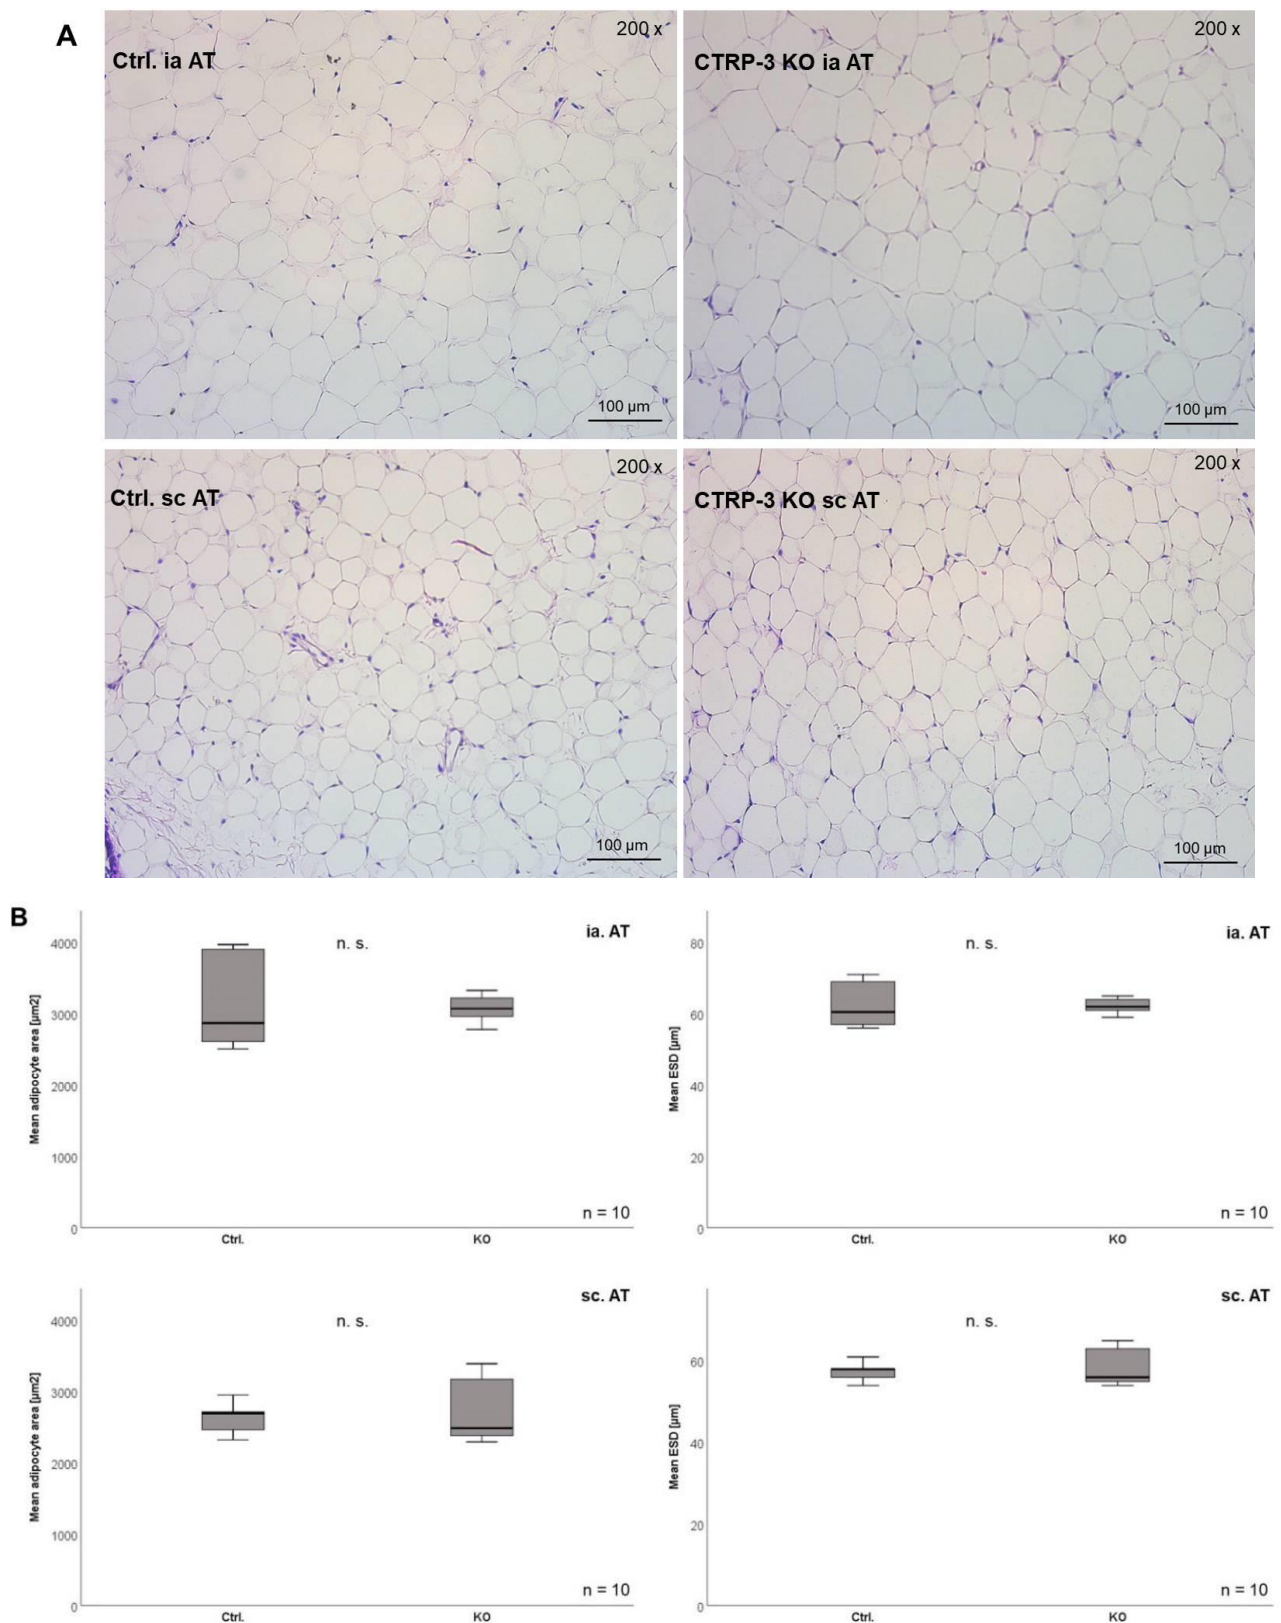 A
Ctrl. ia AT
200 x
100 µm
CTRP-3 KO ia AT
200 x
100 µm
Ctrl. sc AT
200 x
100 µm
CTRP-3 KO sc AT
200 x
100 µm
B
ia. AT
n. s.
Mean adipocyte area [µm2]
4000
3000
2000
1000
0
Ctrl.
KO
n = 10
ia. AT
n. s.
Mean ESD [µm]
80
60
40
20
0
Ctrl.
KO
n = 10
sc. AT
n. s.
Mean adipocyte area [µm2]
4000
3000
2000
1000
0
Ctrl.
KO
n = 10
sc. AT
n. s.
Mean ESD [µm]
60
40
20
0
Ctrl.
KO
n = 10